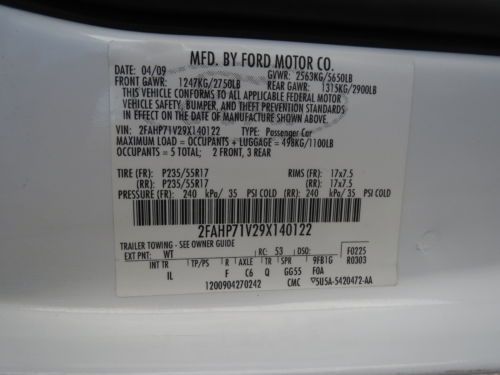 MFD. BY FORD MOTOR CO.
DATE: 04/09 GVWR: 2563KG/5650LB
FRONT GAWR: 1247KG/2750LB REAR GAWR: 1315KG/2900LB
THIS VEHICLE CONFORMS TO ALL APPLICABLE FEDERAL MOTOR
VEHICLE SAFETY, BUMPER, AND THEFT PREVENTION STANDARDS
IN EFFECT ON THE DATE OF MANUFACTURE SHOWN ABOVE.
VIN: 2FAHP71V29X140122 TYPE: Passenger Car
MAXIMUM LOAD = OCCUPANTS + LUGGAGE = 498KG/1100LB
OCCUPANTS = 5 TOTAL; 2 FRONT, 3 REAR
TIRE (FR): P235/55R17 RIMS (FR): 17x7.5
(RR): P235/55R17 (RR): 17x7.5
PRESSURE (FR): 240 kPa/ 35 PSI COLD (RR): 240 kPa/ 35 PSI COLD
2FAHP71V29X140122
TRAILER TOWING - SEE OWNER GUIDE F0225
EXT PNT: WT RC: 53 DSO: R0303
INT TR TP/PS R AXLE TR SPR 9FB1G
IL F C6 Q GG55 F0A
1200904270242 CMC 5U5A-5420472-AA